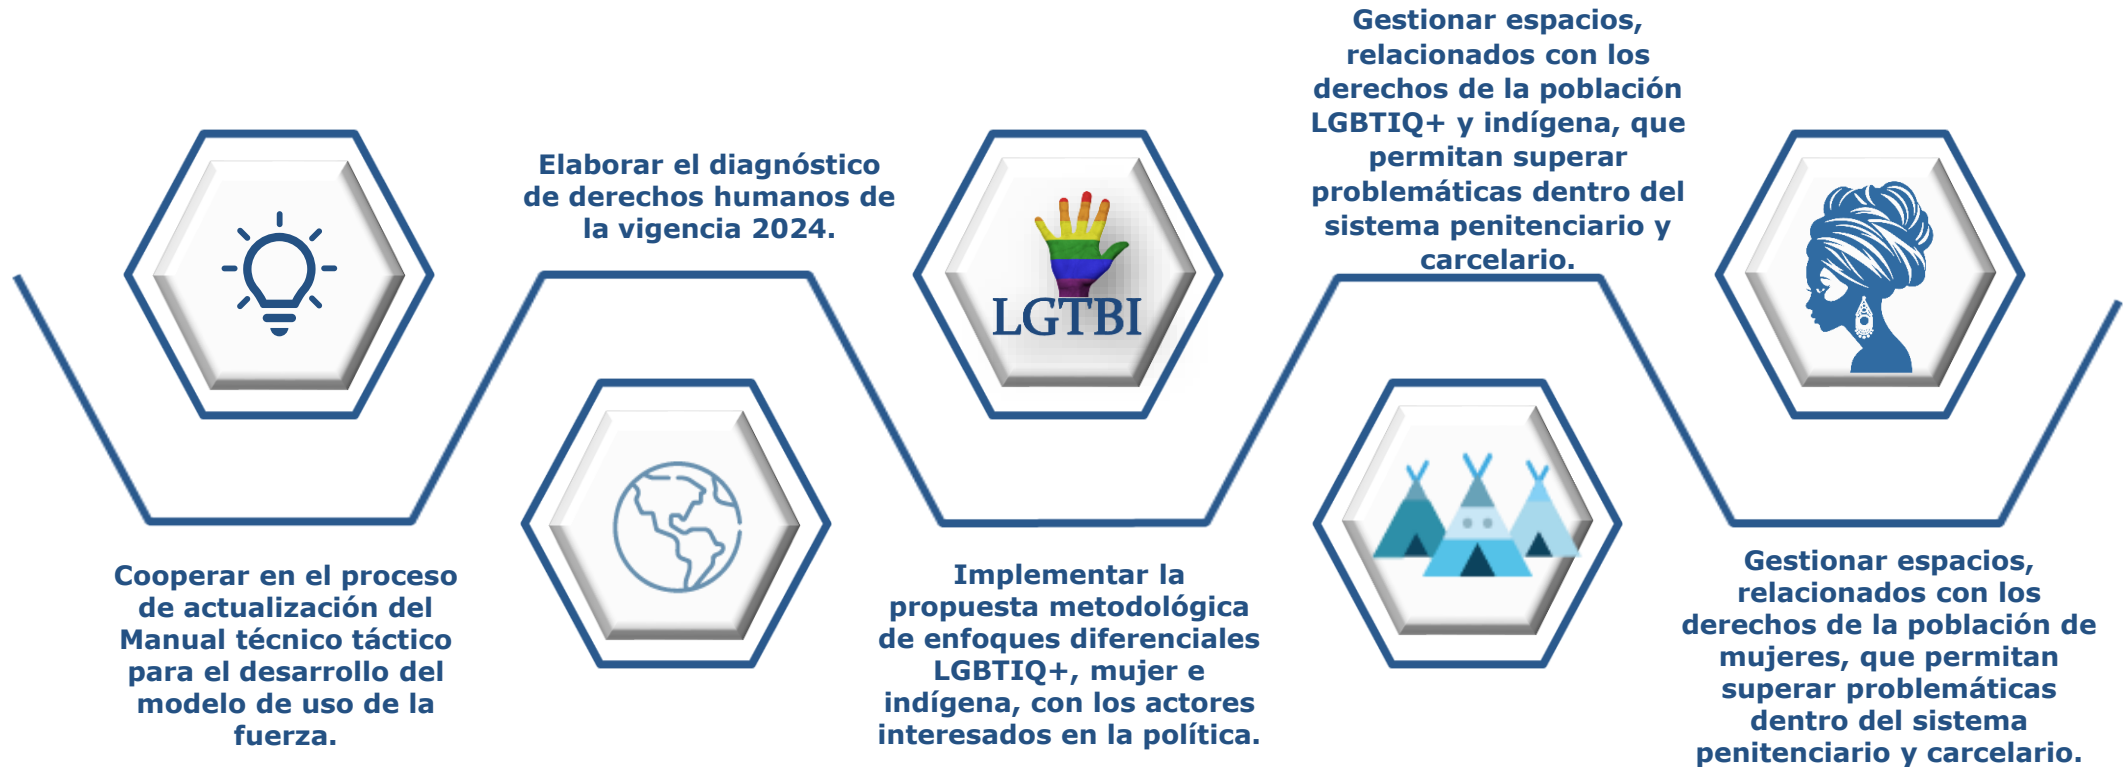 Cooperar en el proceso
de actualización del
Manual técnico táctico
para el desarrollo del
modelo de uso de la
fuerza.
Elaborar el diagnóstico
de derechos humanos de
la vigencia 2024.
LGTBI
Implementar la
propuesta metodológica
de enfoques diferenciales
LGBTIQ+, mujer e
indígena, con los actores
interesados en la política.
Gestionar espacios,
relacionados con los
derechos de la población
LGBTIQ+ y indígena, que
permitan superar
problemáticas dentro del
sistema penitenciario y
carcelario.
Gestionar espacios,
relacionados con los
derechos de la población de
mujeres, que permitan
superar problemáticas
dentro del sistema
penitenciario y carcelario.